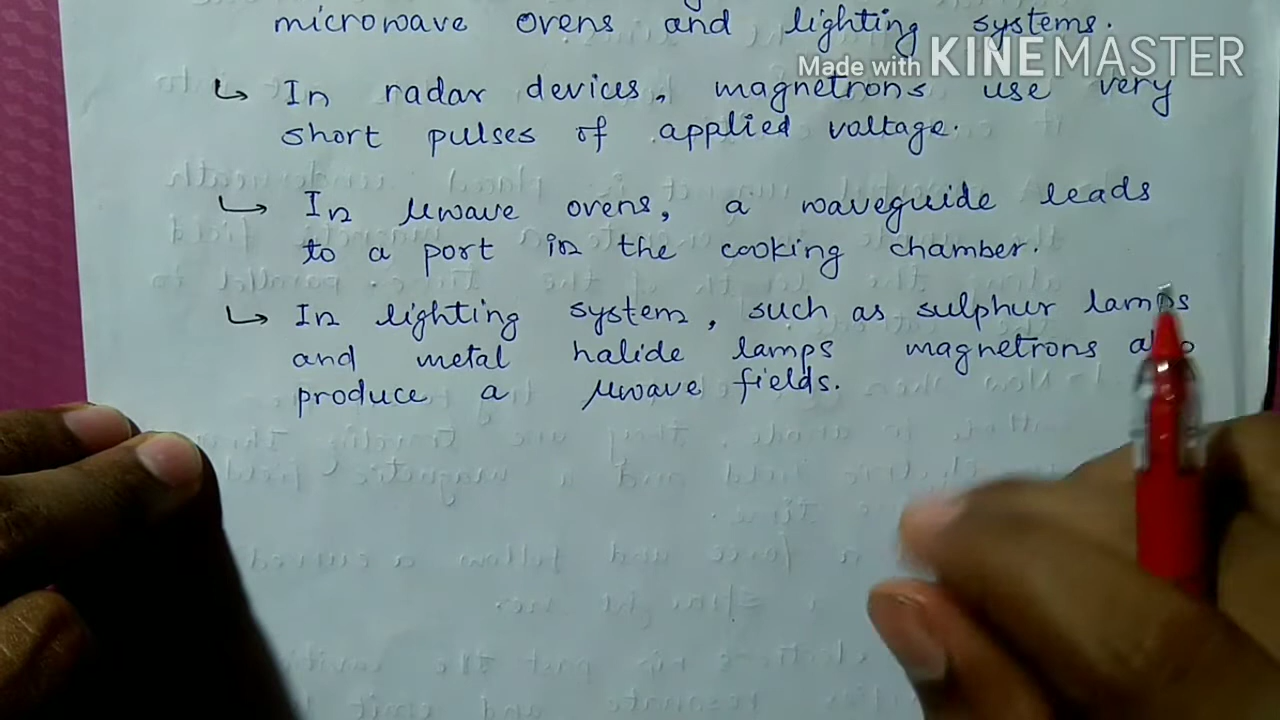 microwave ovens and lighting systems.
Made with KINEMASTER
↳ In radar devices, magnetrons use very
short pulses of applied voltage.
↳ In μwave ovens, a waveguide leads
to a port in the cooking chamber.
↳ In lighting system, such as sulphur lamps
and metal halide lamps magnetrons also
produce a μwave fields.